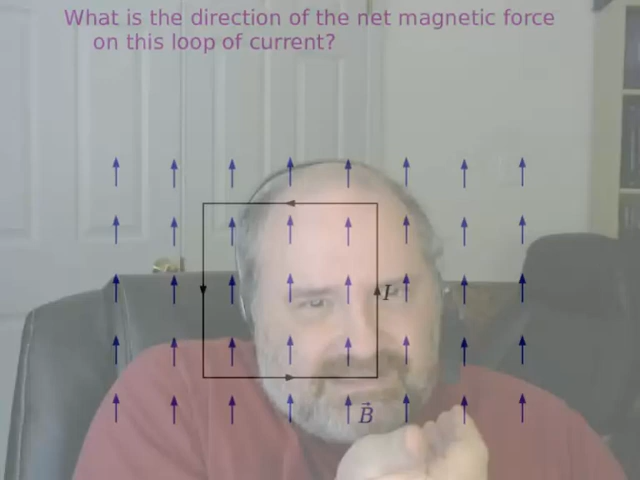 What is the direction of the net magnetic force
on this loop of current?
I
B⃗